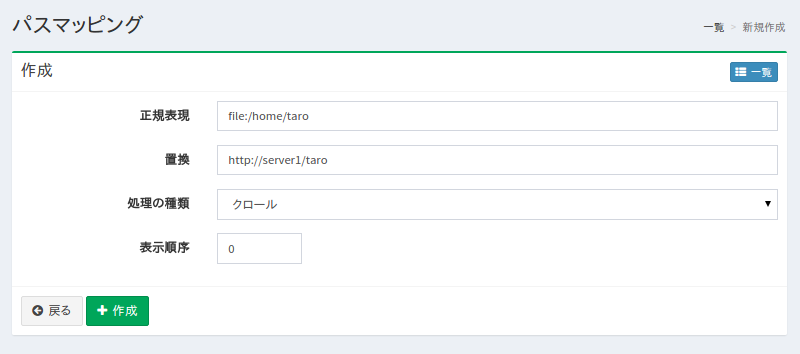 パスマッピング
一覧 > 新規作成
作成
一覧
正規表現 file:/home/taro
置換 http://server1/taro
処理の種類 クロール
表示順序 0
戻る 作成